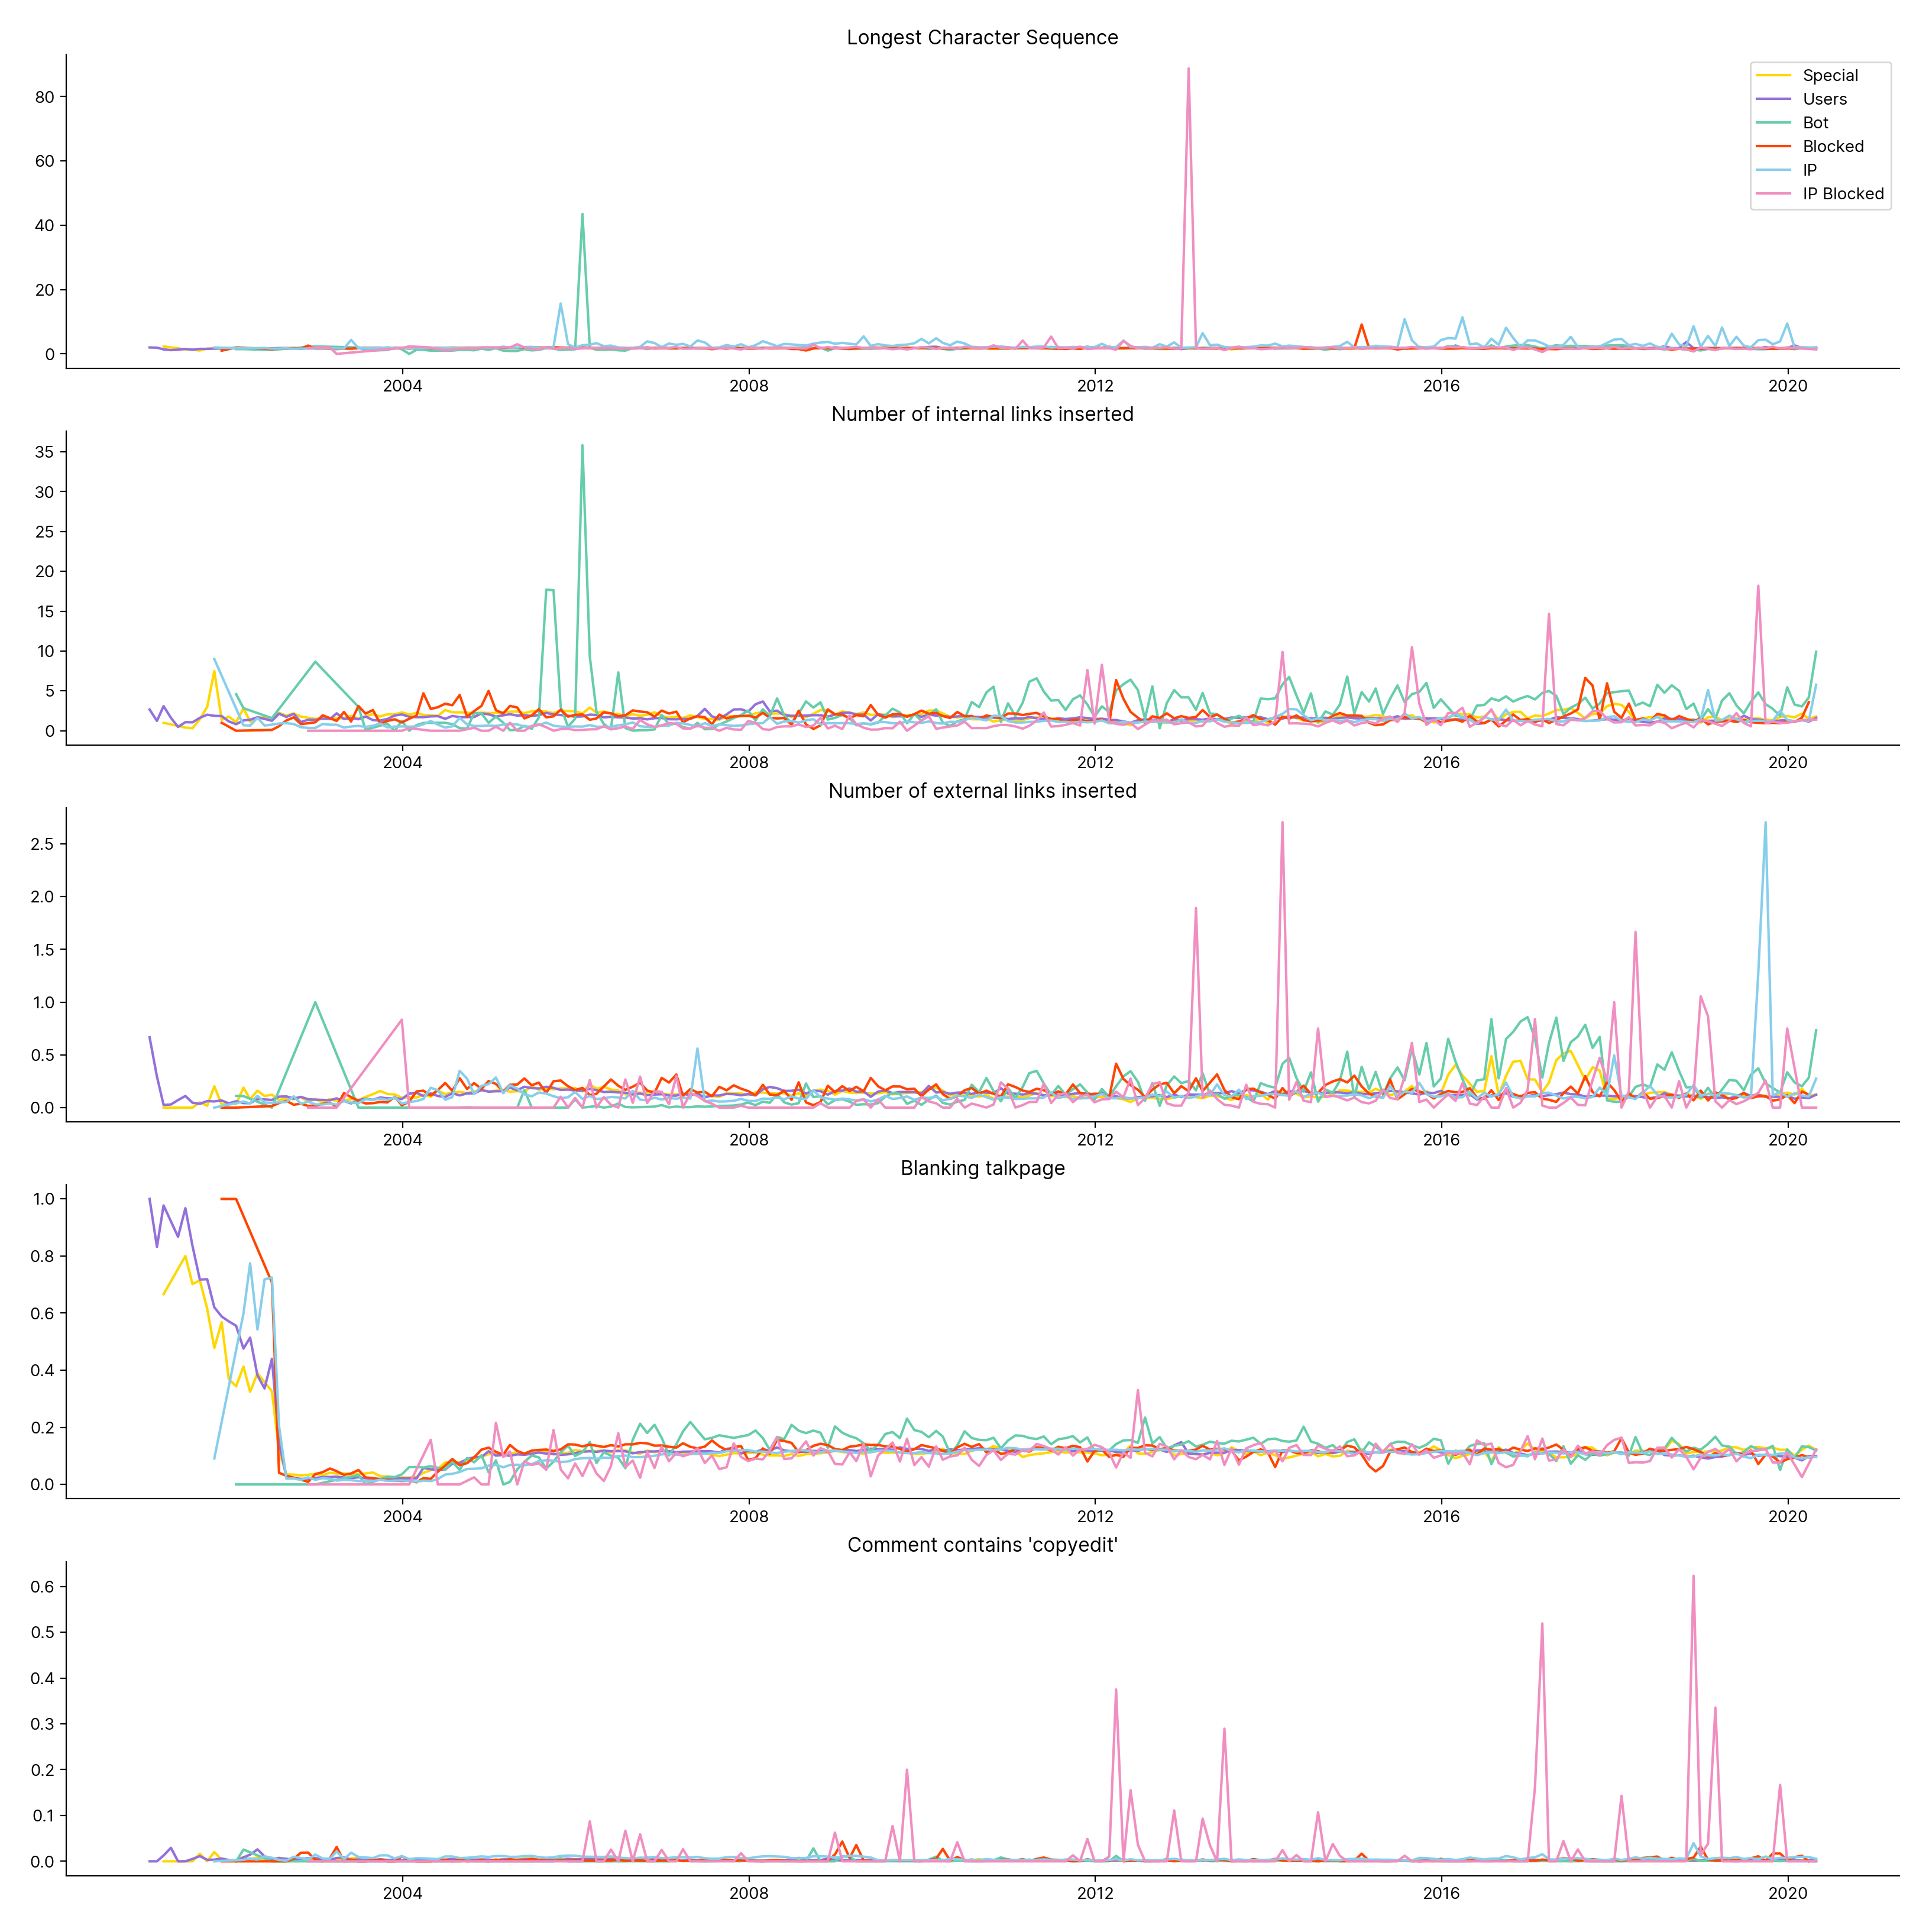 Longest Character Sequence
80
60
40
20
0
Special
Users
Bot
Blocked
IP
IP Blocked
2004 2008 2012 2016 2020
Number of internal links inserted
35
30
25
20
15
10
5
0
2004 2008 2012 2016 2020
Number of external links inserted
2.5
2.0
1.5
1.0
0.5
0.0
2004 2008 2012 2016 2020
Blanking talkpage
1.0
0.8
0.6
0.4
0.2
0.0
2004 2008 2012 2016 2020
Comment contains 'copyedit'
0.6
0.5
0.4
0.3
0.2
0.1
0.0
2004 2008 2012 2016 2020